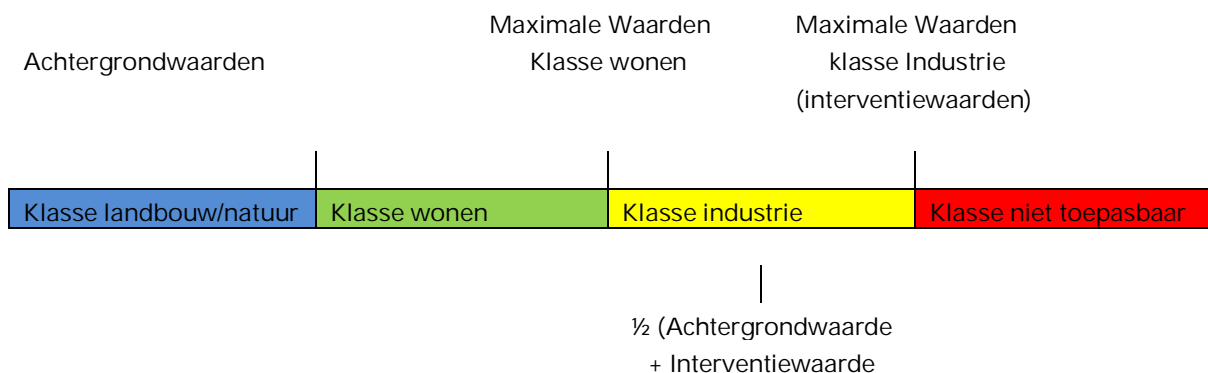 Maximale Waarden Maximale Waarden
Achtergrondwaarden Klasse wonen klasse Industrie
(interventiewaarden)
Klasse landbouw/natuur Klasse wonen Klasse industrie Klasse niet toepasbaar
½ (Achtergrondwaarde
+ Interventiewaarde